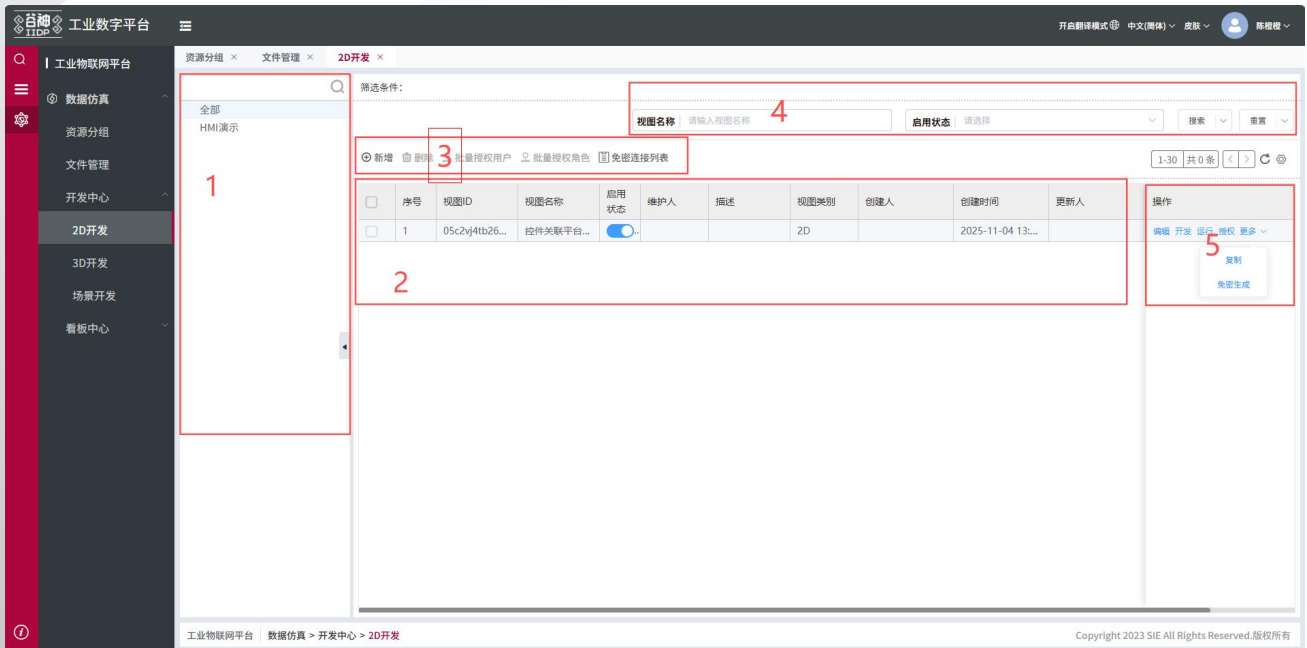 谷神 IIDP 工业数字平台 开启翻译模式 中文(简体) 皮肤 陈橙橙
工业物联网平台
数据仿真
资源分组
文件管理
开发中心
2D开发
3D开发
场景开发
看板中心
资源分组 × 文件管理 × 2D开发 ×
全部
HMI演示
1
筛选条件:
视图名称 请输入视图名称 4 启用状态 请选择 搜索 重置
新增 删除 3 批量授权用户 批量授权角色 免密连接列表 1-30 共0条
序号 视图ID 视图名称 启用状态 维护人 描述 视图类别 创建人 创建时间 更新人 操作
1 05c2vj4tb26... 控件关联平台... 2D 2025-11-04 13:... 编辑 开发 运行 授权 更多
2
5
复制
免密生成
工业物联网平台 数据仿真 > 开发中心 > 2D开发 Copyright 2023 SIE All Rights Reserved.版权所有